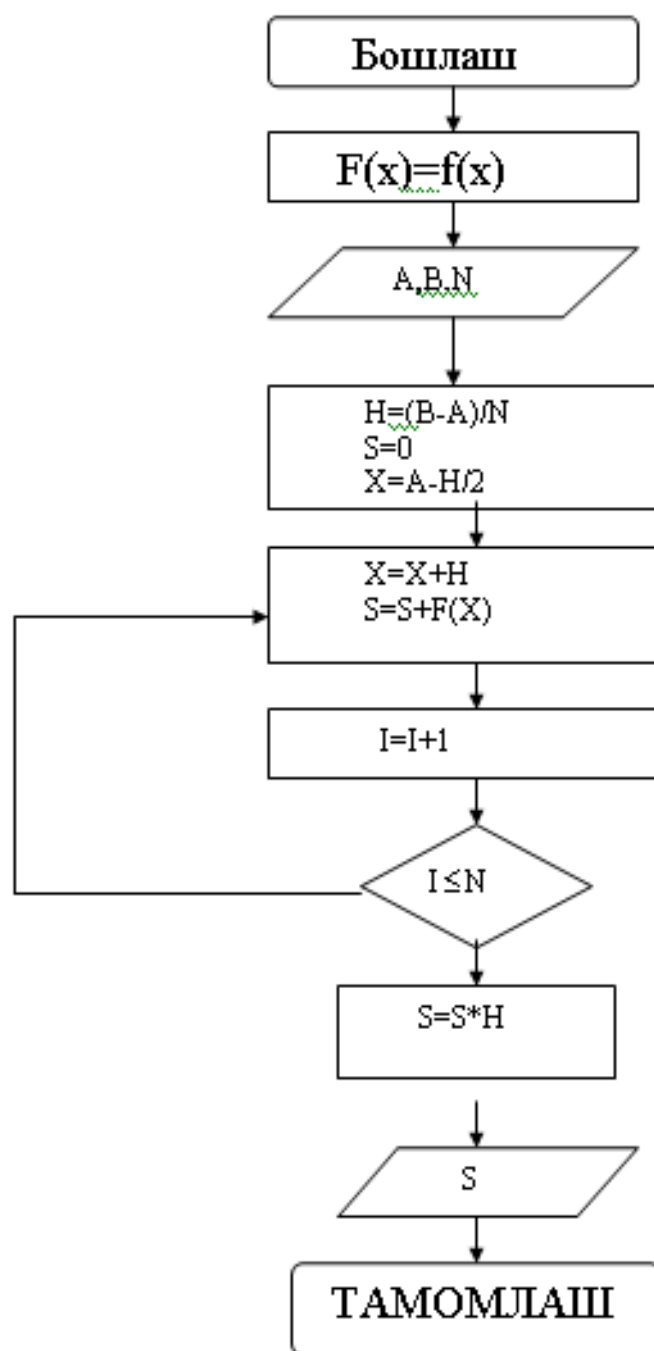 Бошлаш
F(x)=f(x)
A,B,N
H=(B-A)/N
S=0
X=A-H/2
X=X+H
S=S+F(X)
I=I+1
I≤N
S=S*H
S
ТАМОМЛАШ